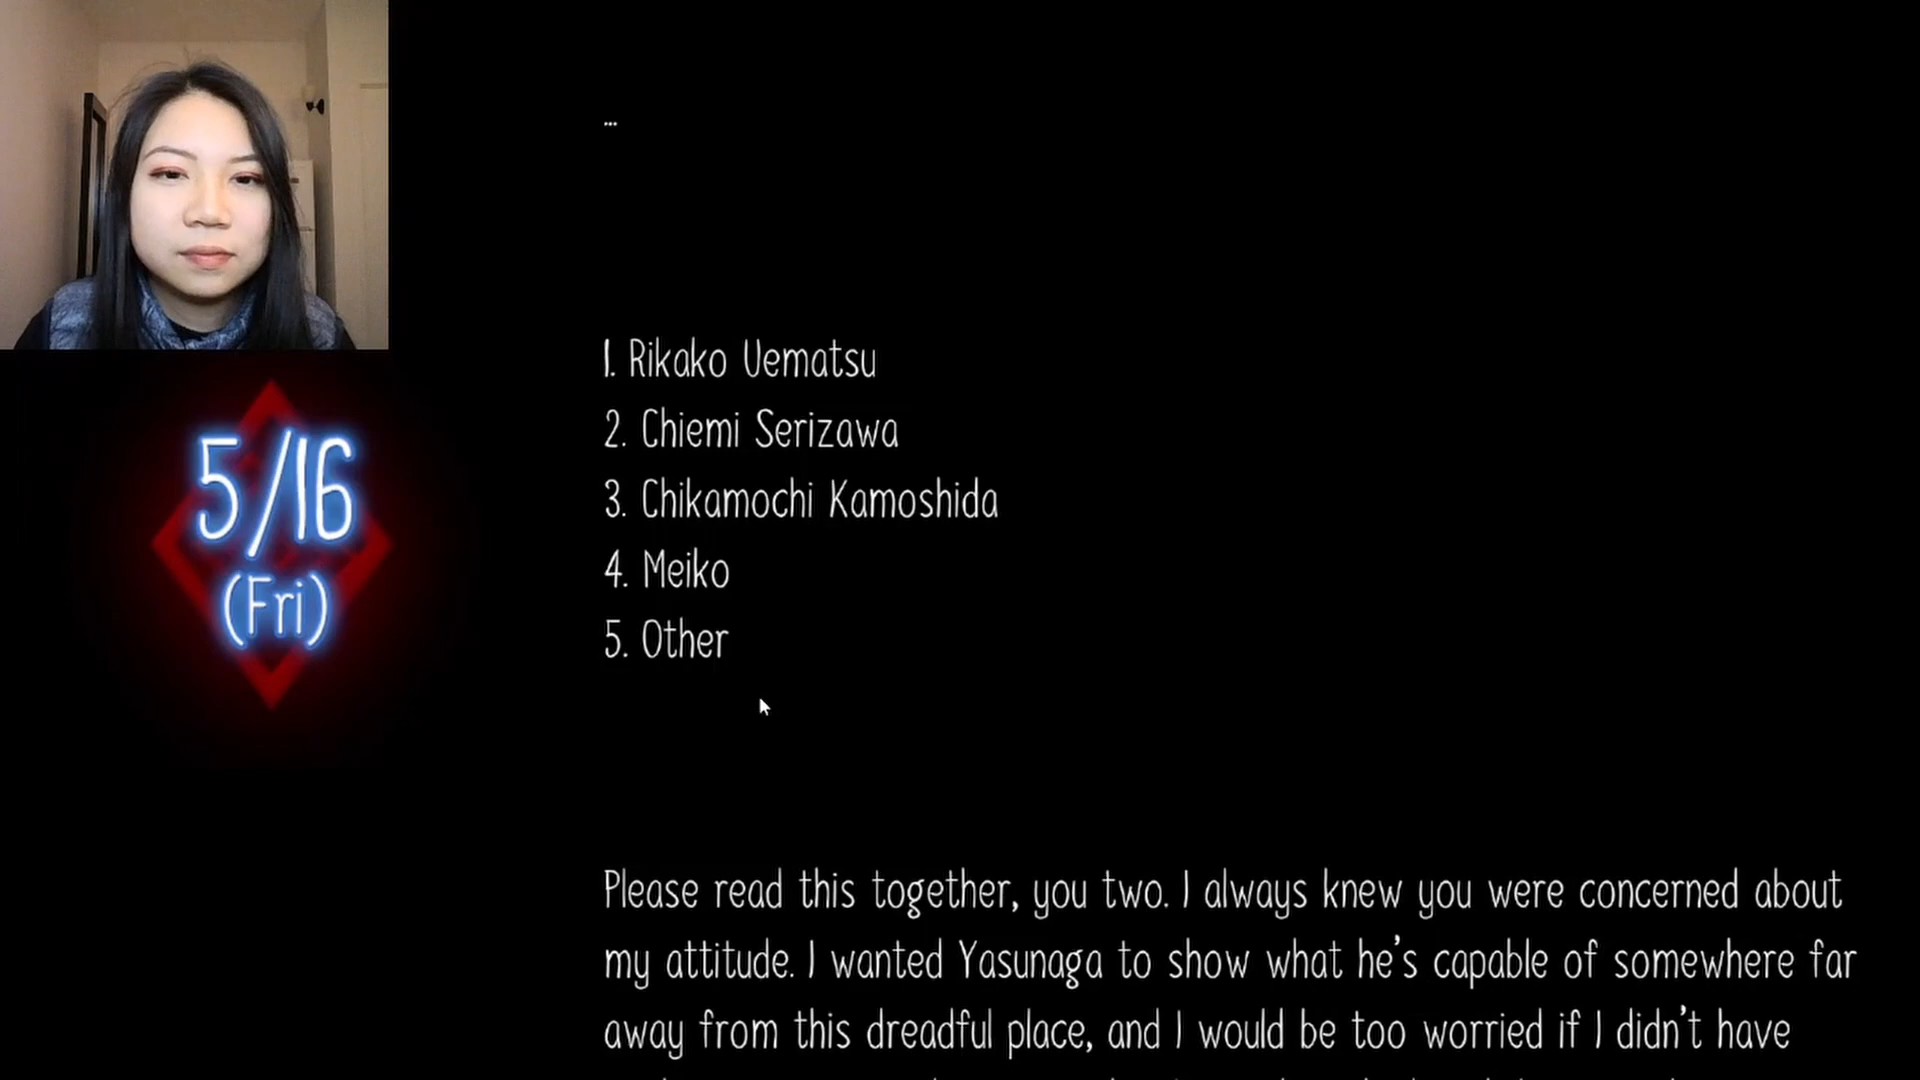 ...
1. Rikako Uematsu
2. Chiemi Serizawa
3. Chikamochi Kamoshida
4. Meiko
5. Other
5/16
(Fri)
Please read this together, you two. I always knew you were concerned about
my attitude. I wanted Yasunaga to show what he's capable of somewhere far
away from this dreadful place, and I would be too worried if I didn't have